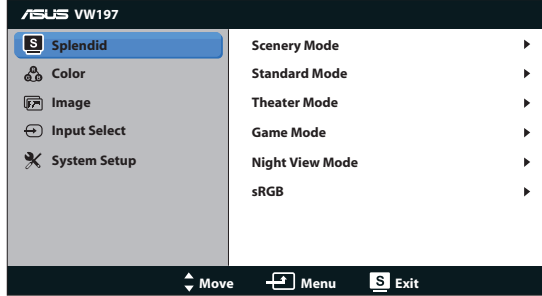 ASUS VW197
S Splendid
Color
Image
Input Select
System Setup
Scenery Mode
Standard Mode
Theater Mode
Game Mode
Night View Mode
sRGB
Move Menu S Exit